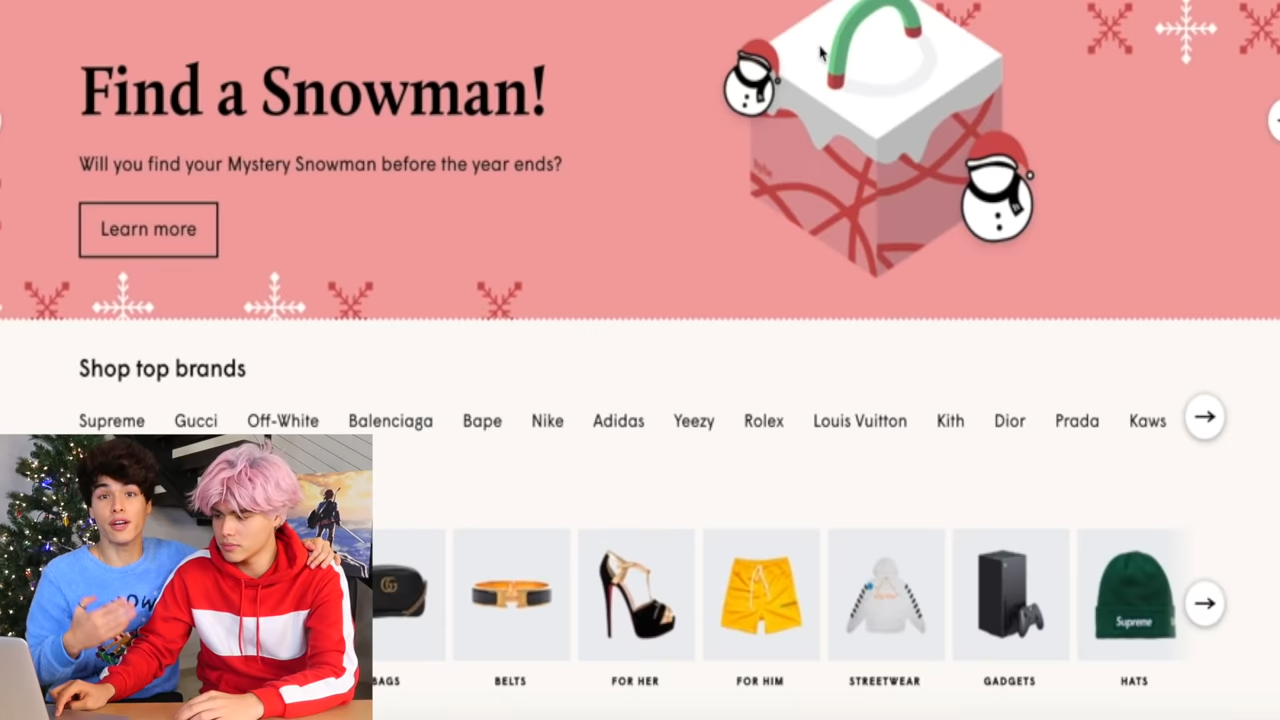 Find a Snowman!
Will you find your Mystery Snowman before the year ends?
Learn more
Shop top brands
Supreme Gucci Off-White Balenciaga Bape Nike Adidas Yeezy Rolex Louis Vuitton Kith Dior Prada Kaws
Supreme
BAGS BELTS FOR HER FOR HIM STREETWEAR GADGETS HATS